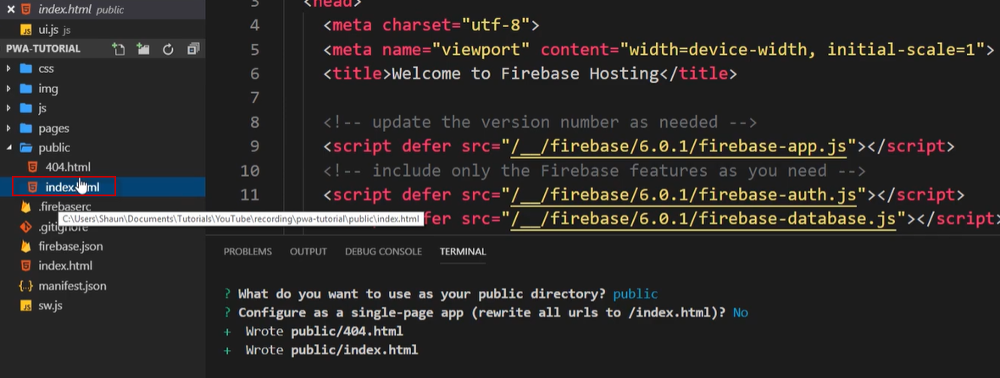 index.html public
ui.js js
PWA-TUTORIAL
css
img
js
pages
public
404.html
index.html
.firebaserc
.gitignore
firebase.json
index.html
manifest.json
sw.js
C:\Users\Shaun\Documents\Tutorials\YouTube\recording\pwa-tutorial\public\index.html
3 <head>
4 <meta charset="utf-8">
5 <meta name="viewport" content="width=device-width, initial-scale=1">
6 <title>Welcome to Firebase Hosting</title>
7
8 <!-- update the version number as needed -->
9 <script defer src="/__/firebase/6.0.1/firebase-app.js"></script>
10 <!-- include only the Firebase features as you need -->
11 <script defer src="/__/firebase/6.0.1/firebase-auth.js"></script>
fer src="/__/firebase/6.0.1/firebase-database.js"></script>
PROBLEMS OUTPUT DEBUG CONSOLE TERMINAL
? What do you want to use as your public directory? public
? Configure as a single-page app (rewrite all urls to /index.html)? No
+ Wrote public/404.html
+ Wrote public/index.html